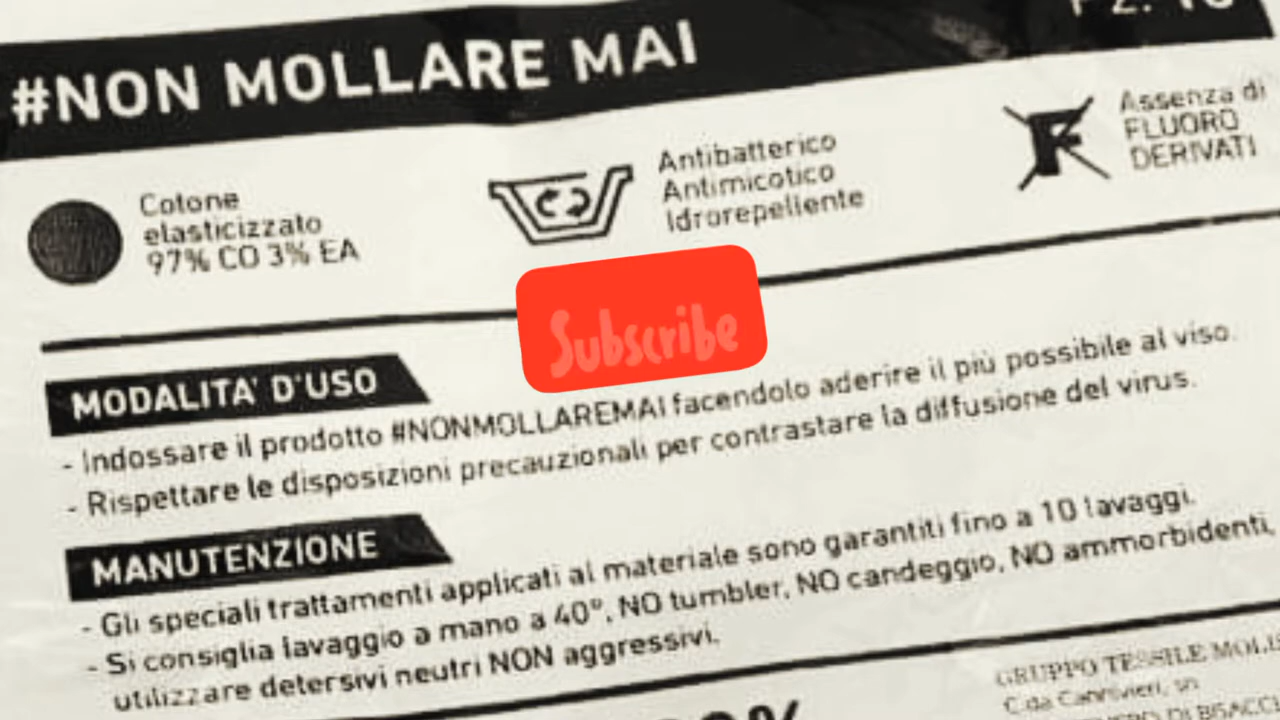 #NON MOLLARE MAI
Cotone
elasticizzato
97% CO 3% EA
Antibatterico
Antimicotico
Idrorepellente
F
Assenza di
FLUORO
DERIVATI
Subscribe
MODALITA' D'USO
- Indossare il prodotto #NONMOLLAREMAI facendolo aderire il più possibile al viso.
- Rispettare le disposizioni precauzionali per contrastare la diffusione del virus.
MANUTENZIONE
- Gli speciali trattamenti applicati al materiale sono garantiti fino a 10 lavaggi.
- Si consiglia lavaggio a mano a 40°, NO tumbler, NO candeggio, NO ammorbidenti,
utilizzare detersivi neutri NON aggressivi.
GRUPPO TESSILE
C.da